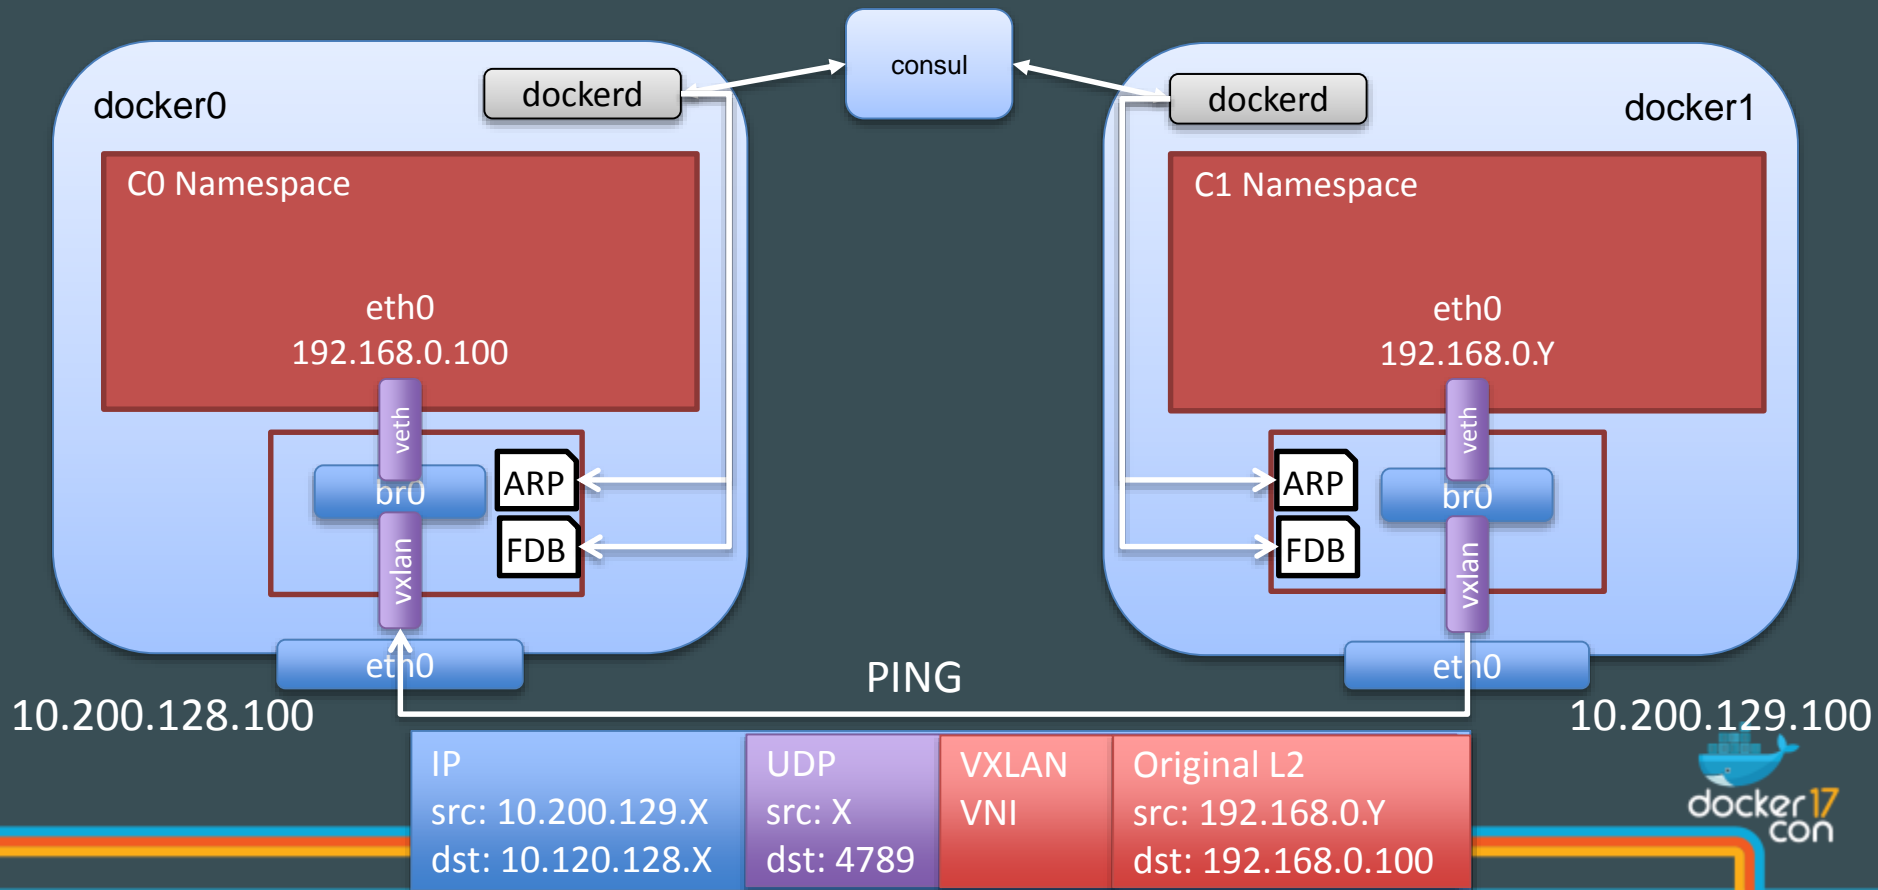 consul
docker0
dockerd
C0 Namespace
eth0
192.168.0.100
veth
br0
vxlan
ARP
FDB
eth0
10.200.128.100
dockerd
docker1
C1 Namespace
eth0
192.168.0.Y
veth
br0
vxlan
ARP
FDB
eth0
10.200.129.100
PING
IP
src: 10.200.129.X
dst: 10.120.128.X
UDP
src: X
dst: 4789
VXLAN
VNI
Original L2
src: 192.168.0.Y
dst: 192.168.0.100
docker 17
con